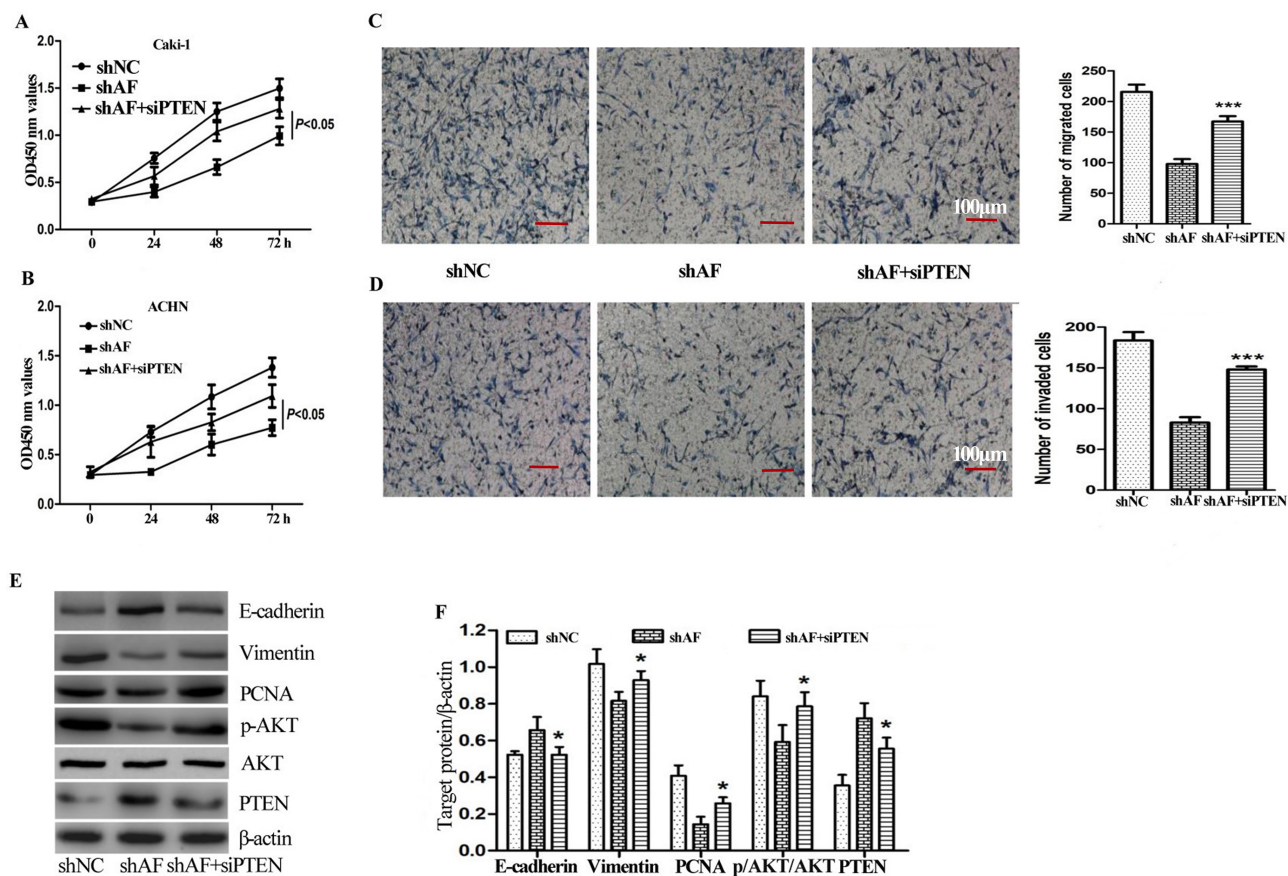 A
Caki-1
2.0
1.5
1.0
0.5
0.0
OD450 nm values
shNC
shAF
shAF+siPTEN
P<0.05
0 24 48 72 h
B
ACHN
2.0
1.5
1.0
0.5
0.0
OD450 nm values
shNC
shAF
shAF+siPTEN
P<0.05
0 24 48 72 h
C
100μm
250
200
150
100
50
0
Number of migrated cells
***
shNC shAF shAF+siPTEN
shNC shAF shAF+siPTEN
D
100μm
200
150
100
50
0
Number of invaded cells
***
shNC shAF shAF+siPTEN
E
E-cadherin
Vimentin
PCNA
p-AKT
AKT
PTEN
β-actin
shNC shAF shAF+siPTEN
F
shNC shAF shAF+siPTEN
1.2
1.0
0.8
0.6
0.4
0.2
0.0
Target protein/β-actin
* * * * *
E-cadherin Vimentin PCNA p/AKT/AKT PTEN